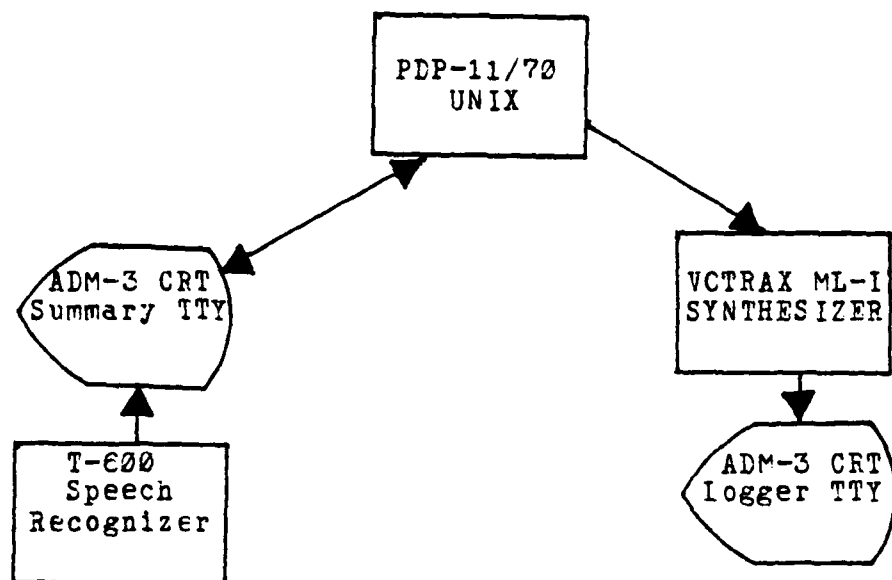 PDP-11/70
UNIX
ADM-3 CRT
Summary TTY
VCTRAX ML-I
SYNTHESIZER
T-600
Speech
Recognizer
ADM-3 CRT
Logger TTY